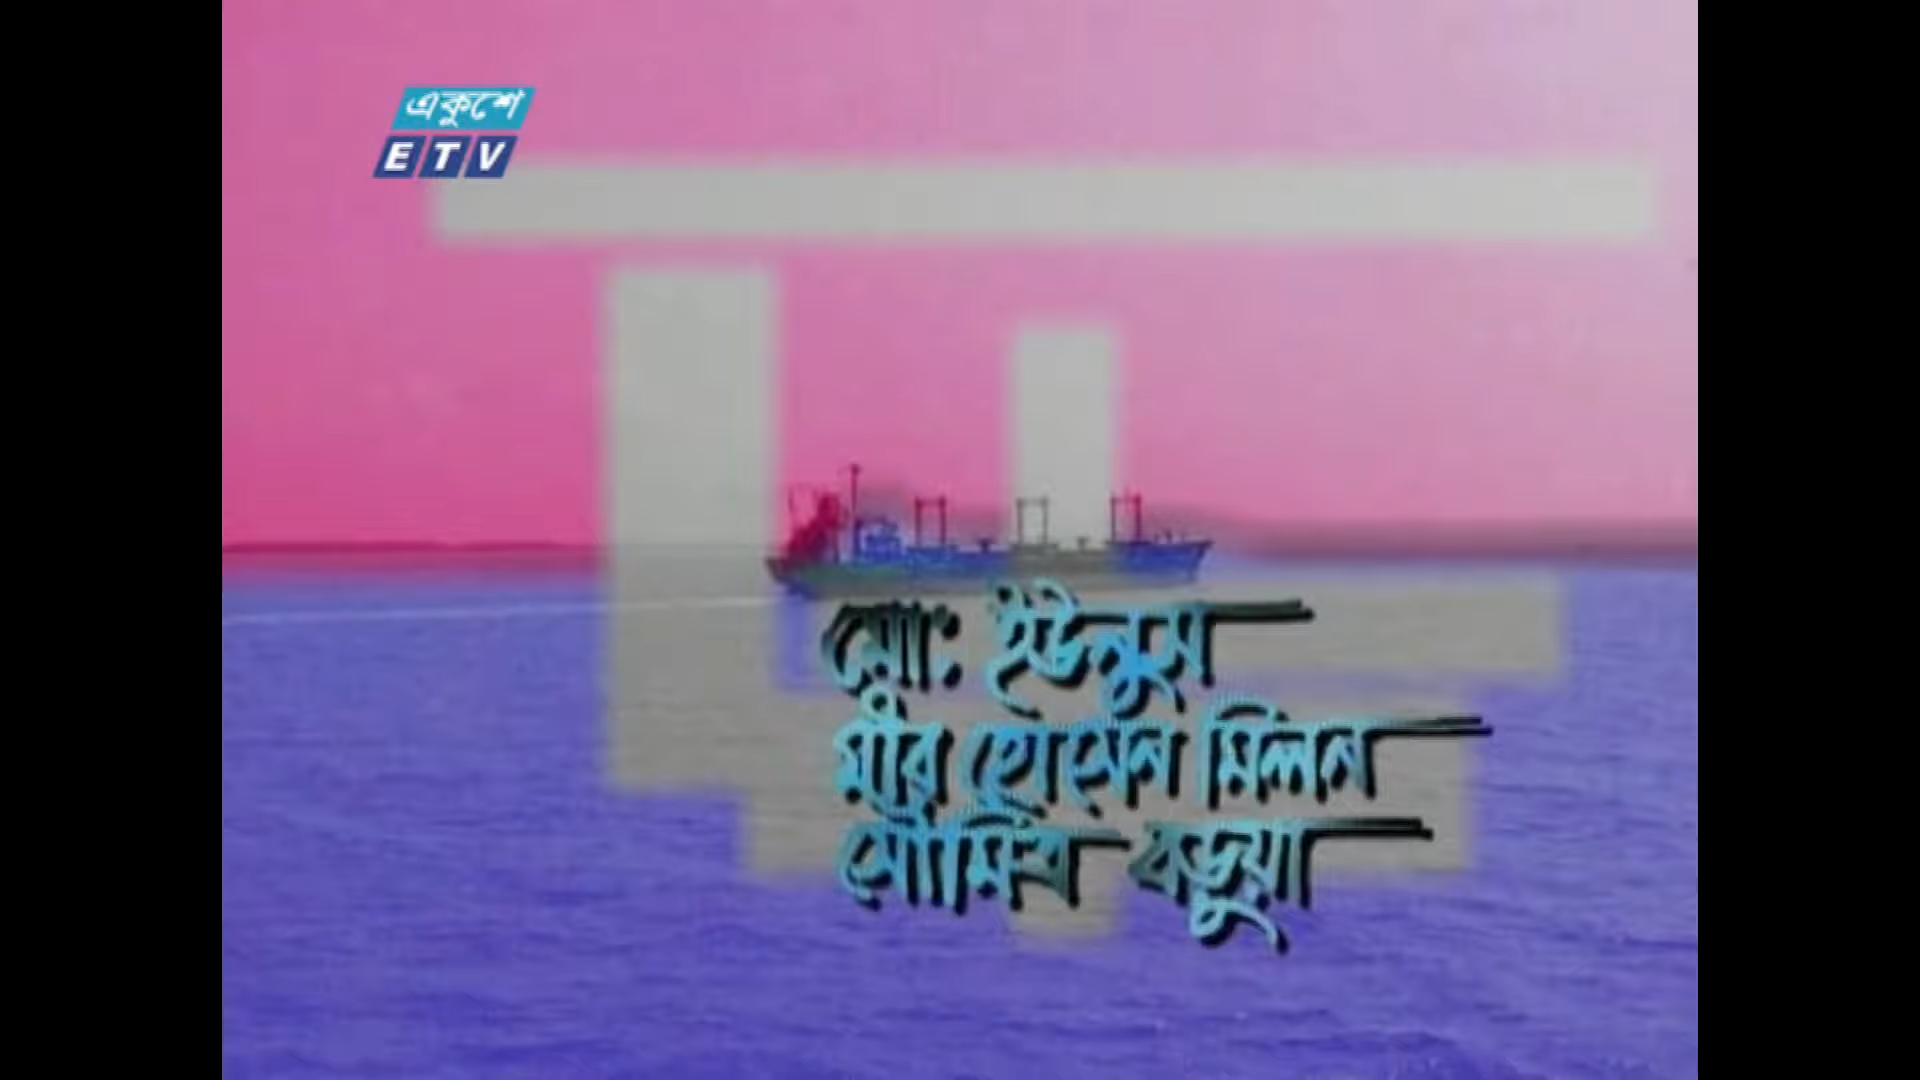 একুশে
ETV
মোঃ ইউনুস
মীর হোসেন মিলন
সৌমিত্র বড়ুয়া